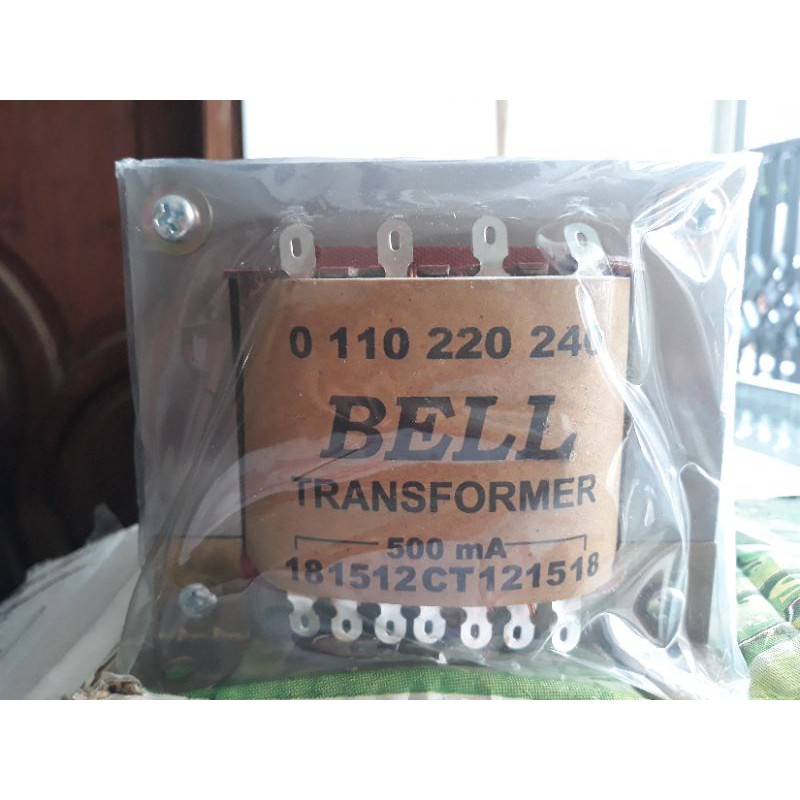 0 110 220 240
BELL
TRANSFORMER
500 mA
181512CT121518